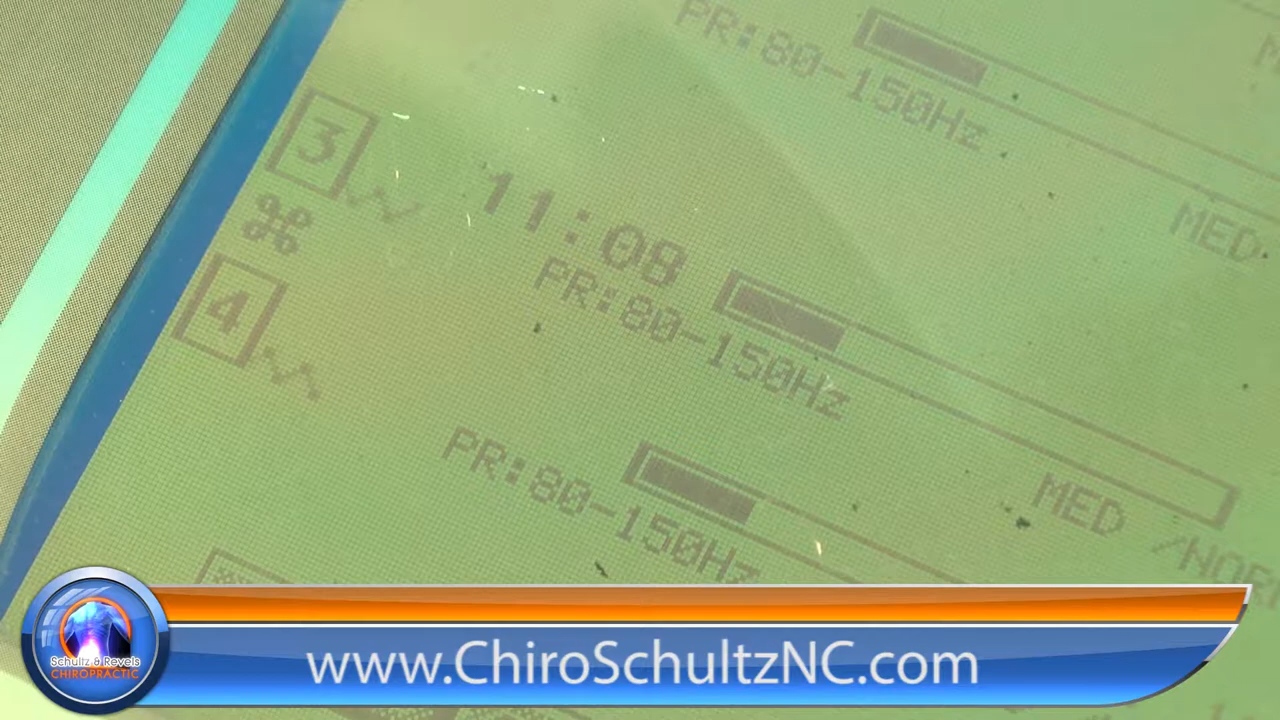 PR:80-150Hz
MED
3
11:08
PR:80-150Hz
MED
/NOR
4
PR:80-150Hz
www.ChiroSchultzNC.com
Schultz & Revels
CHIROPRACTIC